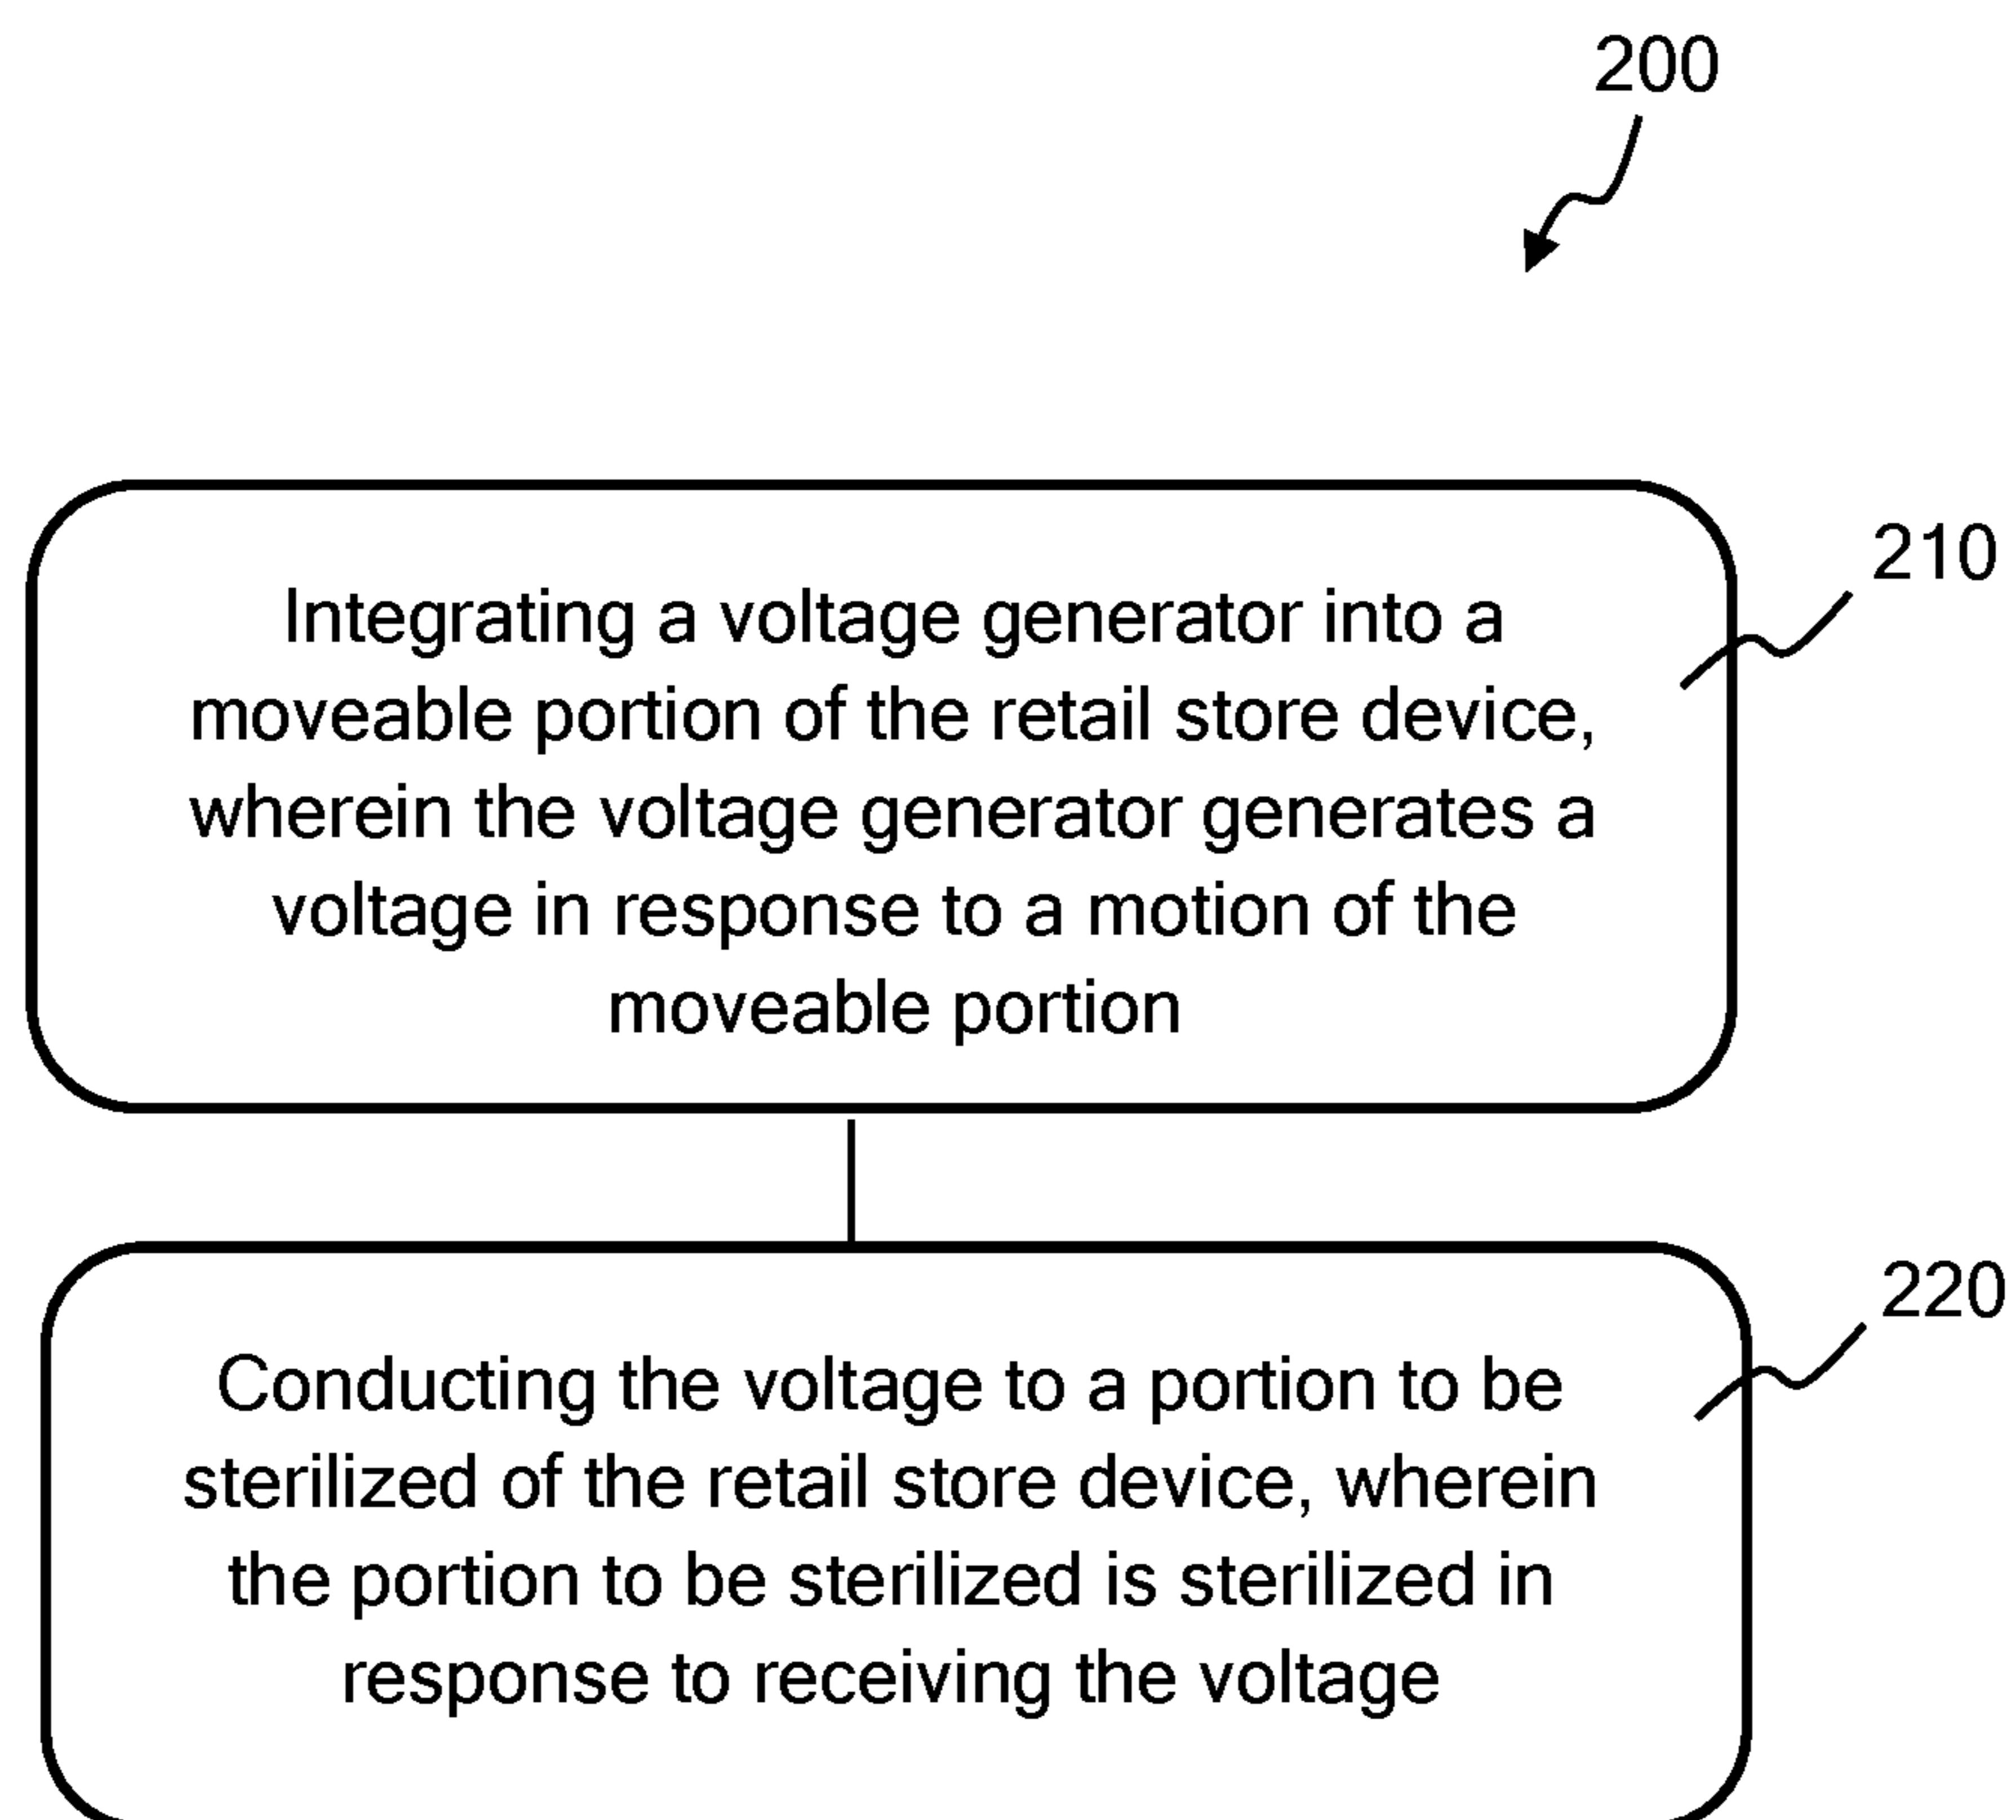 200
210
Integrating a voltage generator into a
moveable portion of the retail store device,
wherein the voltage generator generates a
voltage in response to a motion of the
moveable portion
220
Conducting the voltage to a portion to be
sterilized of the retail store device, wherein
the portion to be sterilized is sterilized in
response to receiving the voltage